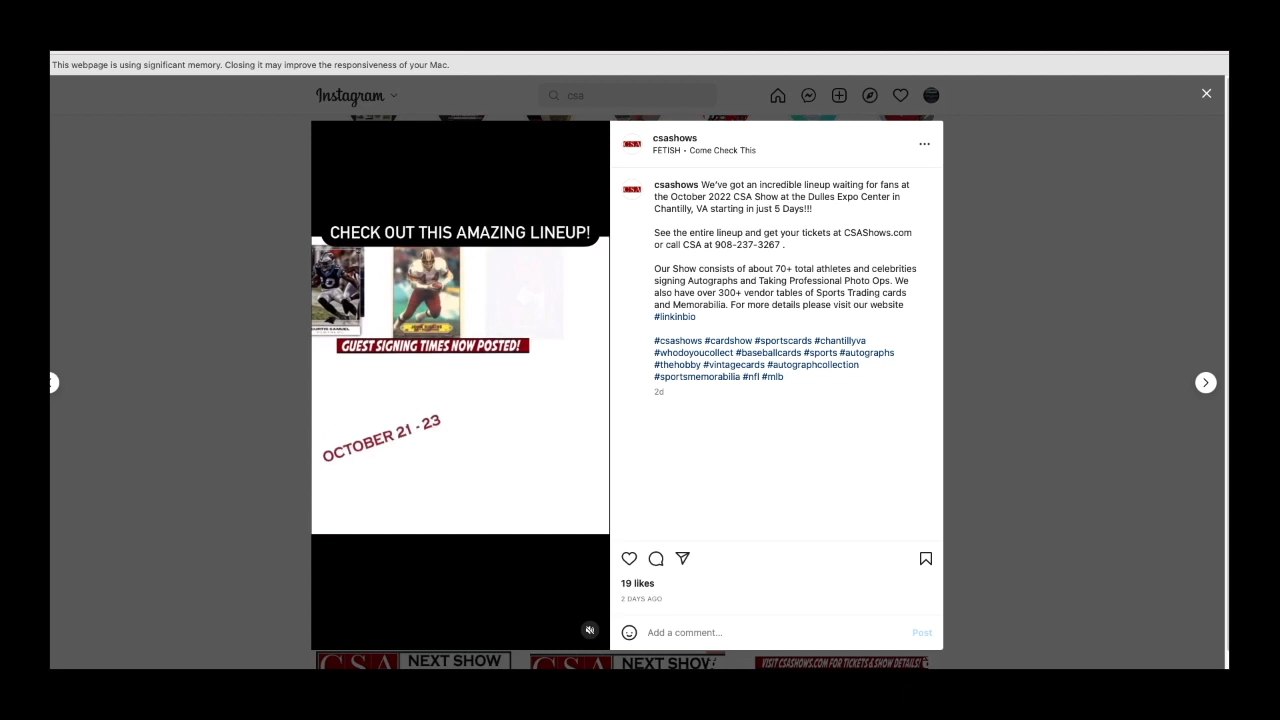 This webpage is using significant memory. Closing it may improve the responsiveness of your Mac.
Instagram
csa
CHECK OUT THIS AMAZING LINEUP!
CURTIS SAMUEL
JOHN RIGGINS
GUEST SIGNING TIMES NOW POSTED!
OCTOBER 21 - 23
CSA
csashows
FETISH • Come Check This
CSA
csashows We've got an incredible lineup waiting for fans at
the October 2022 CSA Show at the Dulles Expo Center in
Chantilly, VA starting in just 5 Days!!!
See the entire lineup and get your tickets at CSAShows.com
or call CSA at 908-237-3267 .
Our Show consists of about 70+ total athletes and celebrities
signing Autographs and Taking Professional Photo Ops. We
also have over 300+ vendor tables of Sports Trading cards
and Memorabilia. For more details please visit our website
#linkinbio
#csashows #cardshow #sportscards #chantillyva
#whodoyoucollect #baseballcards #sports #autographs
#thehobby #vintagecards #autographcollection
#sportsmemorabilia #nfl #mlb
2d
19 likes
2 DAYS AGO
Add a comment...
Post
CSA NEXT SHOW
CSA NEXT SHOW
VISIT CSASHOWS.COM FOR TICKETS & SHOW DETAILS!